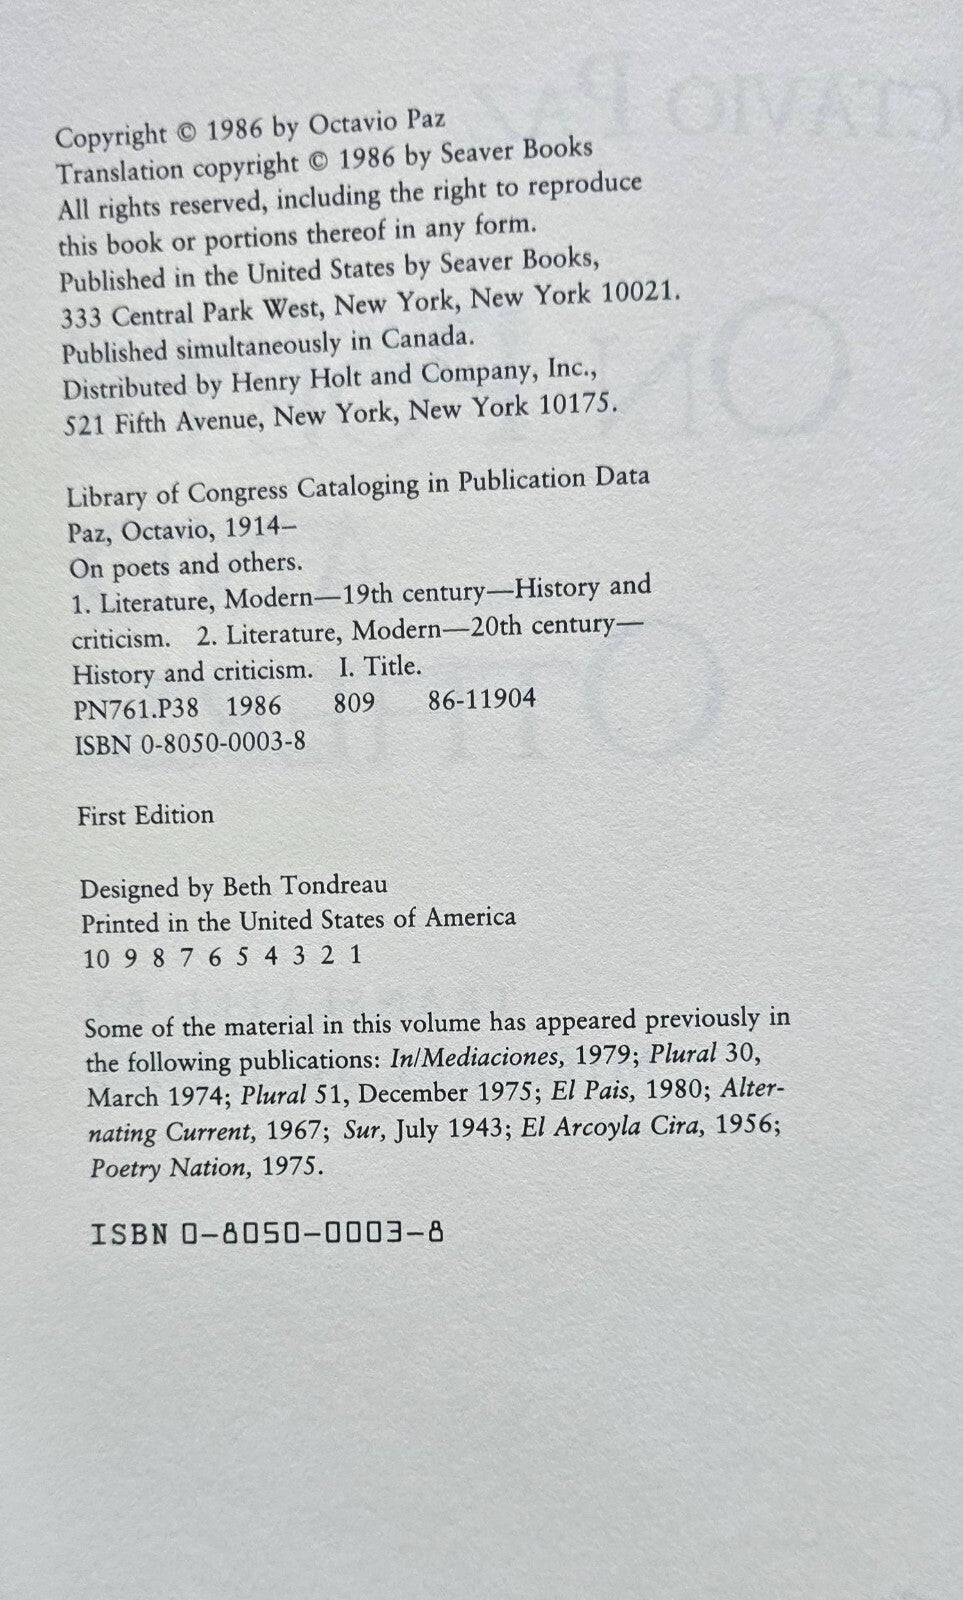 Copyright © 1986 by Octavio Paz
Translation copyright © 1986 by Seaver Books
All rights reserved, including the right to reproduce
this book or portions thereof in any form.
Published in the United States by Seaver Books,
333 Central Park West, New York, New York 10021.
Published simultaneously in Canada.
Distributed by Henry Holt and Company, Inc.,
521 Fifth Avenue, New York, New York 10175.
Library of Congress Cataloging in Publication Data
Paz, Octavio, 1914–
On poets and others.
1. Literature, Modern—19th century—History and
criticism. 2. Literature, Modern—20th century—
History and criticism. I. Title.
PN761.P38 1986 809 86-11904
ISBN 0-8050-0003-8
First Edition
Designed by Beth Tondreau
Printed in the United States of America
10 9 8 7 6 5 4 3 2 1
Some of the material in this volume has appeared previously in
the following publications: In/Mediaciones, 1979; Plural 30,
March 1974; Plural 51, December 1975; El Pais, 1980; Alter-
nating Current, 1967; Sur, July 1943; El Arcoyla Cira, 1956;
Poetry Nation, 1975.
ISBN 0-8050-0003-8